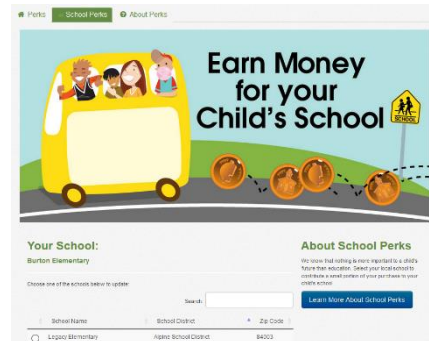 Perks School Perks About Perks
Earn Money
for your
Child's School
SCHOOL
Your School:
Burton Elementary
Choose one of the schools below to update:
Search:
School Name School District Zip Code
Legacy Elementary Alpine School District 84003
About School Perks
We know that nothing is more important to a child's
future than education. Select your local school to
contribute a small portion of your purchase to your
child's school.
Learn More About School Perks